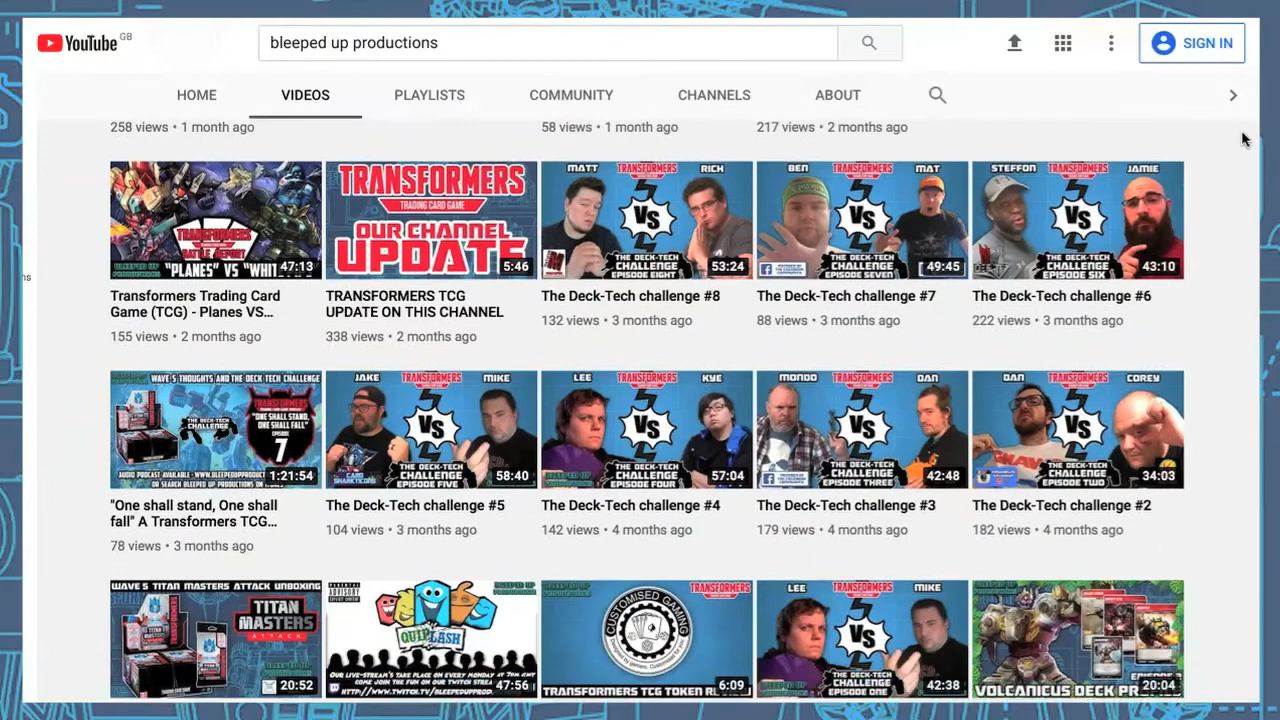 YouTube GB
bleeped up productions
SIGN IN
HOME
VIDEOS
PLAYLISTS
COMMUNITY
CHANNELS
ABOUT
258 views • 1 month ago
58 views • 1 month ago
217 views • 2 months ago
TRANSFORMERS
BLEEPED UP
"PLANES" VS "WHIT
47:13
TRANSFORMERS
TRADING CARD GAME
OUR CHANNEL
UPDATE
5:46
MATT
TRANSFORMERS
RICH
VS
THE DECK-TECH
CHALLENGE
EPISODE EIGHT
53:24
BEN
TRANSFORMERS
MAT
VS
THE DECK-TECH
CHALLENGE
EPISODE SEVEN
49:45
STEFFON
TRANSFORMERS
JAMIE
VS
THE DECK-TECH
CHALLENGE
EPISODE SIX
43:10
ns
Transformers Trading Card
Game (TCG) - Planes VS...
155 views • 2 months ago
TRANSFORMERS TCG
UPDATE ON THIS CHANNEL
338 views • 2 months ago
The Deck-Tech challenge #8
132 views • 3 months ago
The Deck-Tech challenge #7
88 views • 3 months ago
The Deck-Tech challenge #6
222 views • 3 months ago
WAVE 5 THOUGHTS AND THE DECK TECH CHALLENGE
THE DECK-TECH
CHALLENGE
TRANSFORMERS
"ONE SHALL STAND,
ONE SHALL FALL"
EPISODE
7
AUDIO PODCAST AVAILABLE : WWW.BLEEPEDUPPRODUCT
OR SEARCH BLEEPED UP PRODUCTIONS ON
1:21:54
JAKE
TRANSFORMERS
MIKE
VS
THE DECK-TECH
CHALLENGE
EPISODE FIVE
58:40
LEE
TRANSFORMERS
KYE
VS
THE DECK-TECH
CHALLENGE
EPISODE FOUR
57:04
MONDO
TRANSFORMERS
DAN
VS
THE DECK-TECH
CHALLENGE
EPISODE THREE
42:48
DAN
TRANSFORMERS
COREY
VS
THE DECK-TECH
CHALLENGE
EPISODE TWO
34:03
"One shall stand, One shall
fall" A Transformers TCG...
78 views • 3 months ago
The Deck-Tech challenge #5
104 views • 3 months ago
The Deck-Tech challenge #4
142 views • 4 months ago
The Deck-Tech challenge #3
179 views • 4 months ago
The Deck-Tech challenge #2
182 views • 4 months ago
WAVE 5 TITAN MASTERS ATTACK UNBOXING
TITAN
MASTERS
ATTACK
20:52
PARENTAL
ADVISORY
QUIPLASH
OUR LIVE-STREAM'S TAKE PLACE ON EVERY MONDAY AT
COME JOIN THE FUN ON OUR TWITCH
HTTP://WWW.TWITCH.TV/BLEEPEDUPPROD
47:56
TRANSFORMERS
CUSTOMISED GAMING
TRANSFORMERS TCG TOKEN R
6:09
LEE
TRANSFORMERS
MIKE
VS
THE DECK-TECH
CHALLENGE
EPISODE ONE
42:38
VOLCANICUS DECK PR
20:04